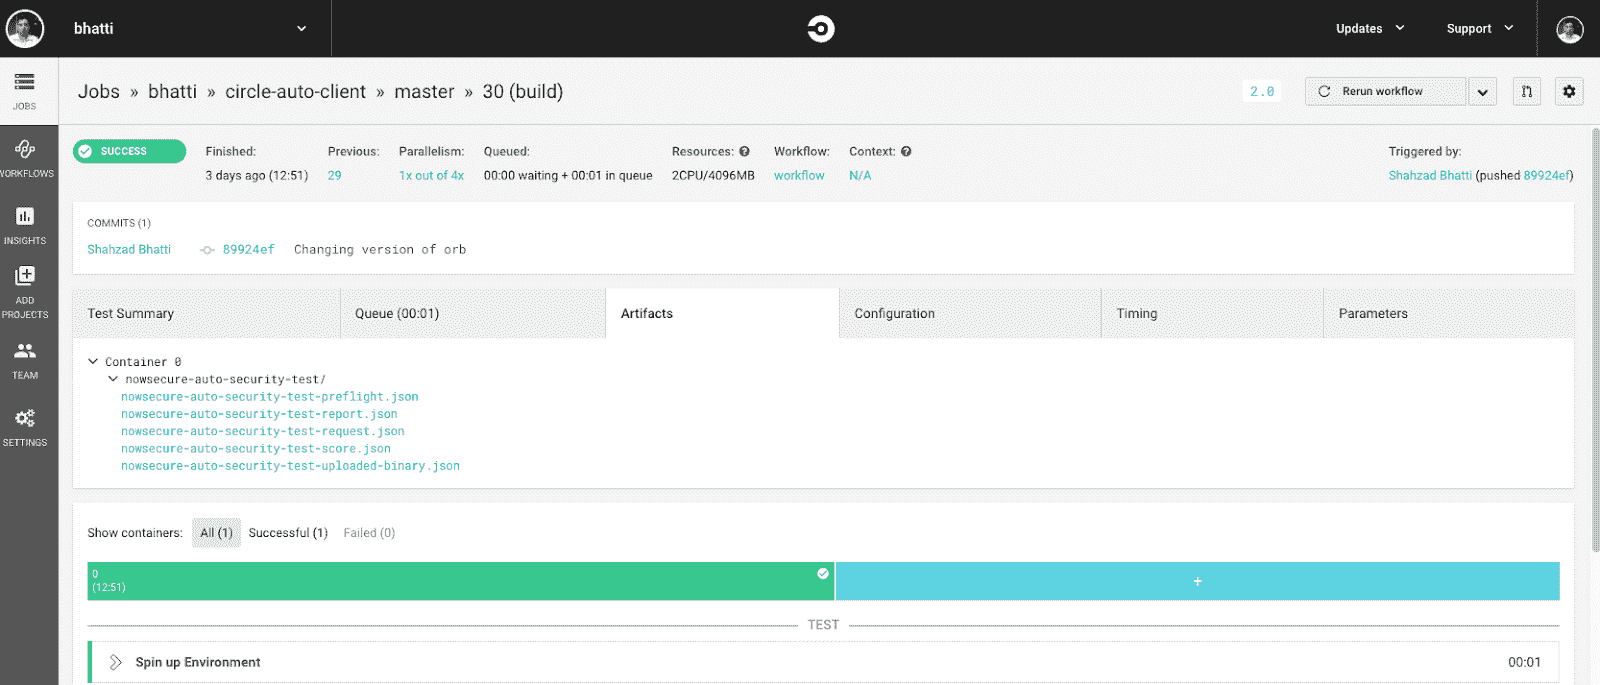 bhatti
Updates
Support
JOBS
WORKFLOWS
INSIGHTS
ADD
PROJECTS
TEAM
SETTINGS
Jobs » bhatti » circle-auto-client » master » 30 (build)
2.0
Rerun workflow
SUCCESS
Finished:
3 days ago (12:51)
Previous:
29
Parallelism:
1x out of 4x
Queued:
00:00 waiting + 00:01 in queue
Resources:
2CPU/4096MB
Workflow:
workflow
Context:
N/A
Triggered by:
Shahzad Bhatti (pushed 89924ef)
COMMITS (1)
Shahzad Bhatti 89924ef Changing version of orb
Test Summary
Queue (00:01)
Artifacts
Configuration
Timing
Parameters
Container 0
nowsecure-auto-security-test/
nowsecure-auto-security-test-preflight.json
nowsecure-auto-security-test-report.json
nowsecure-auto-security-test-request.json
nowsecure-auto-security-test-score.json
nowsecure-auto-security-test-uploaded-binary.json
Show containers: All (1) Successful (1) Failed (0)
0
(12:51)
+
TEST
Spin up Environment 00:01